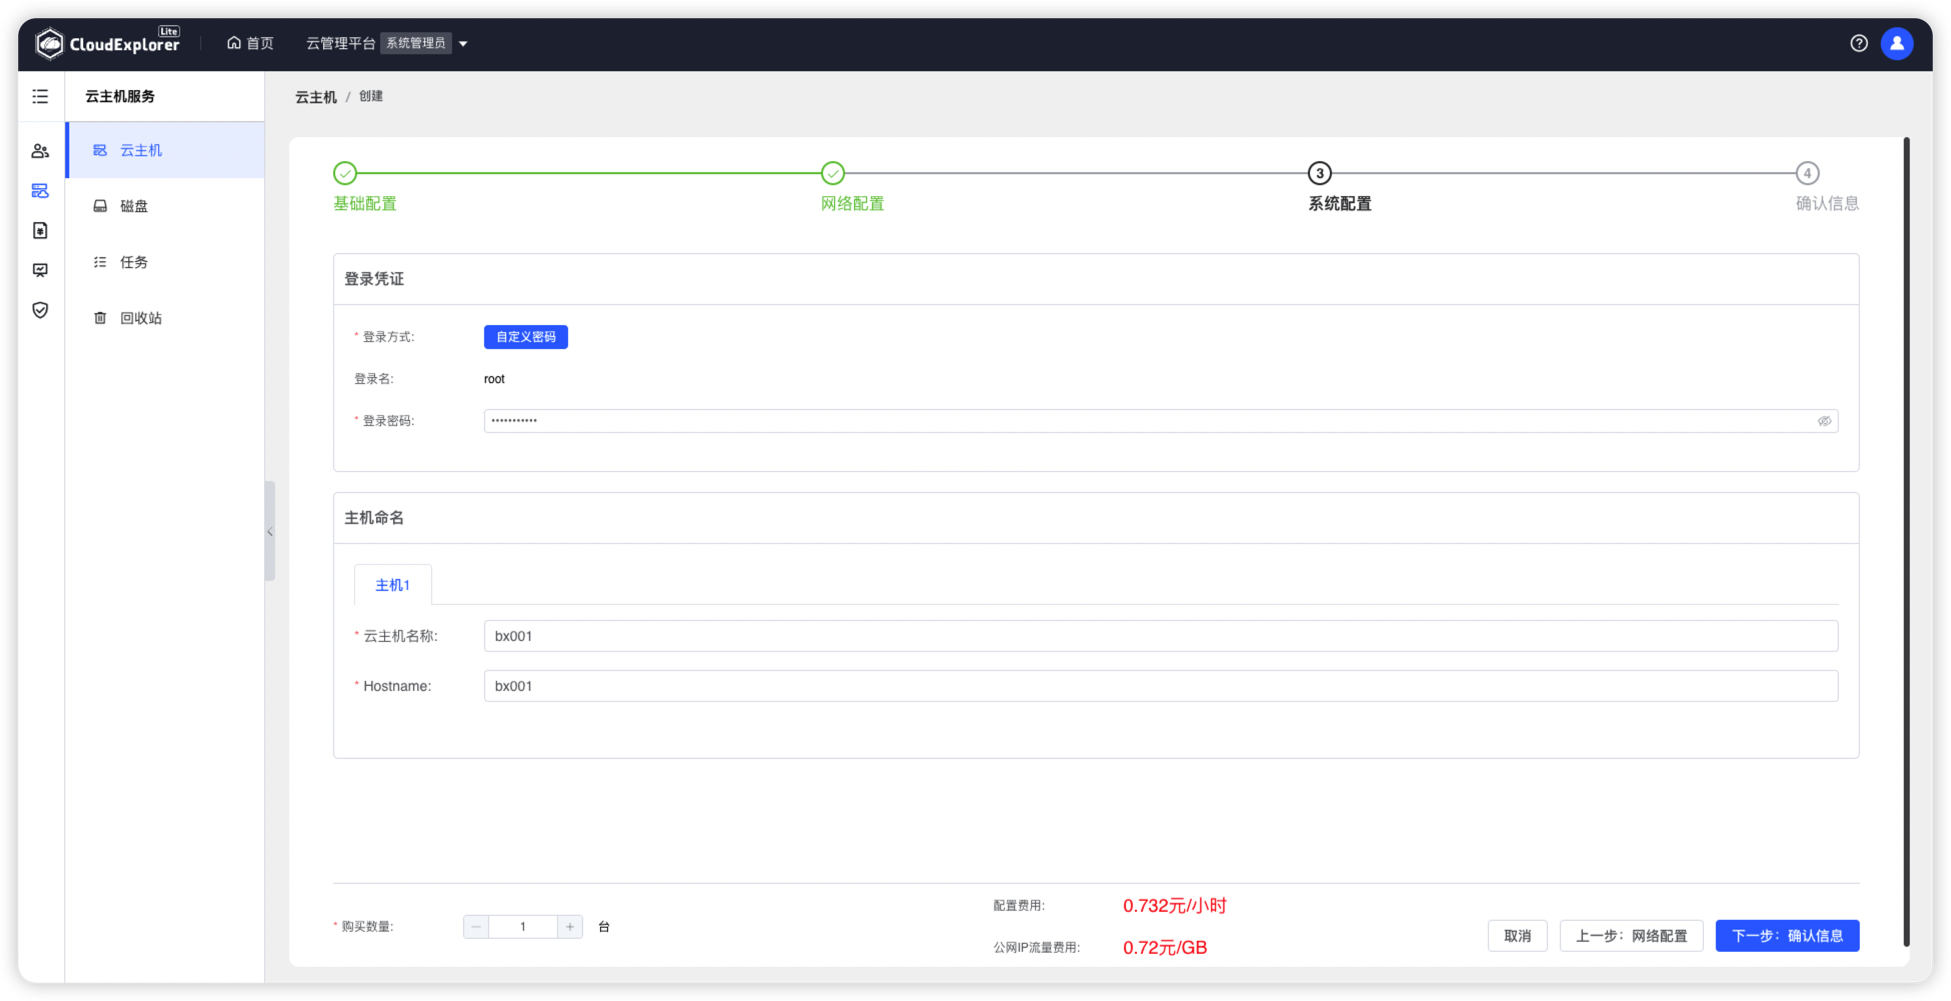 CloudExplorer Lite 首页 云管理平台 系统管理员
云主机服务
云主机 / 创建
云主机
磁盘
任务
回收站
3 4
基础配置 网络配置 系统配置 确认信息
登录凭证
* 登录方式: 自定义密码
登录名: root
* 登录密码: •••••••••••
主机命名
主机1
* 云主机名称: bx001
* Hostname: bx001
* 购买数量: − 1 + 台
配置费用: 0.732元/小时
公网IP流量费用: 0.72元/GB
取消 上一步：网络配置 下一步：确认信息